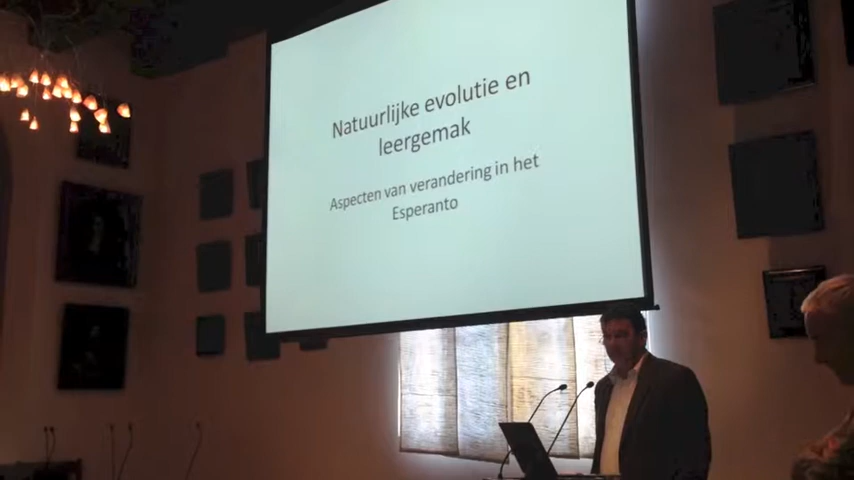 Natuurlijke evolutie en
leergemak
Aspecten van verandering in het
Esperanto